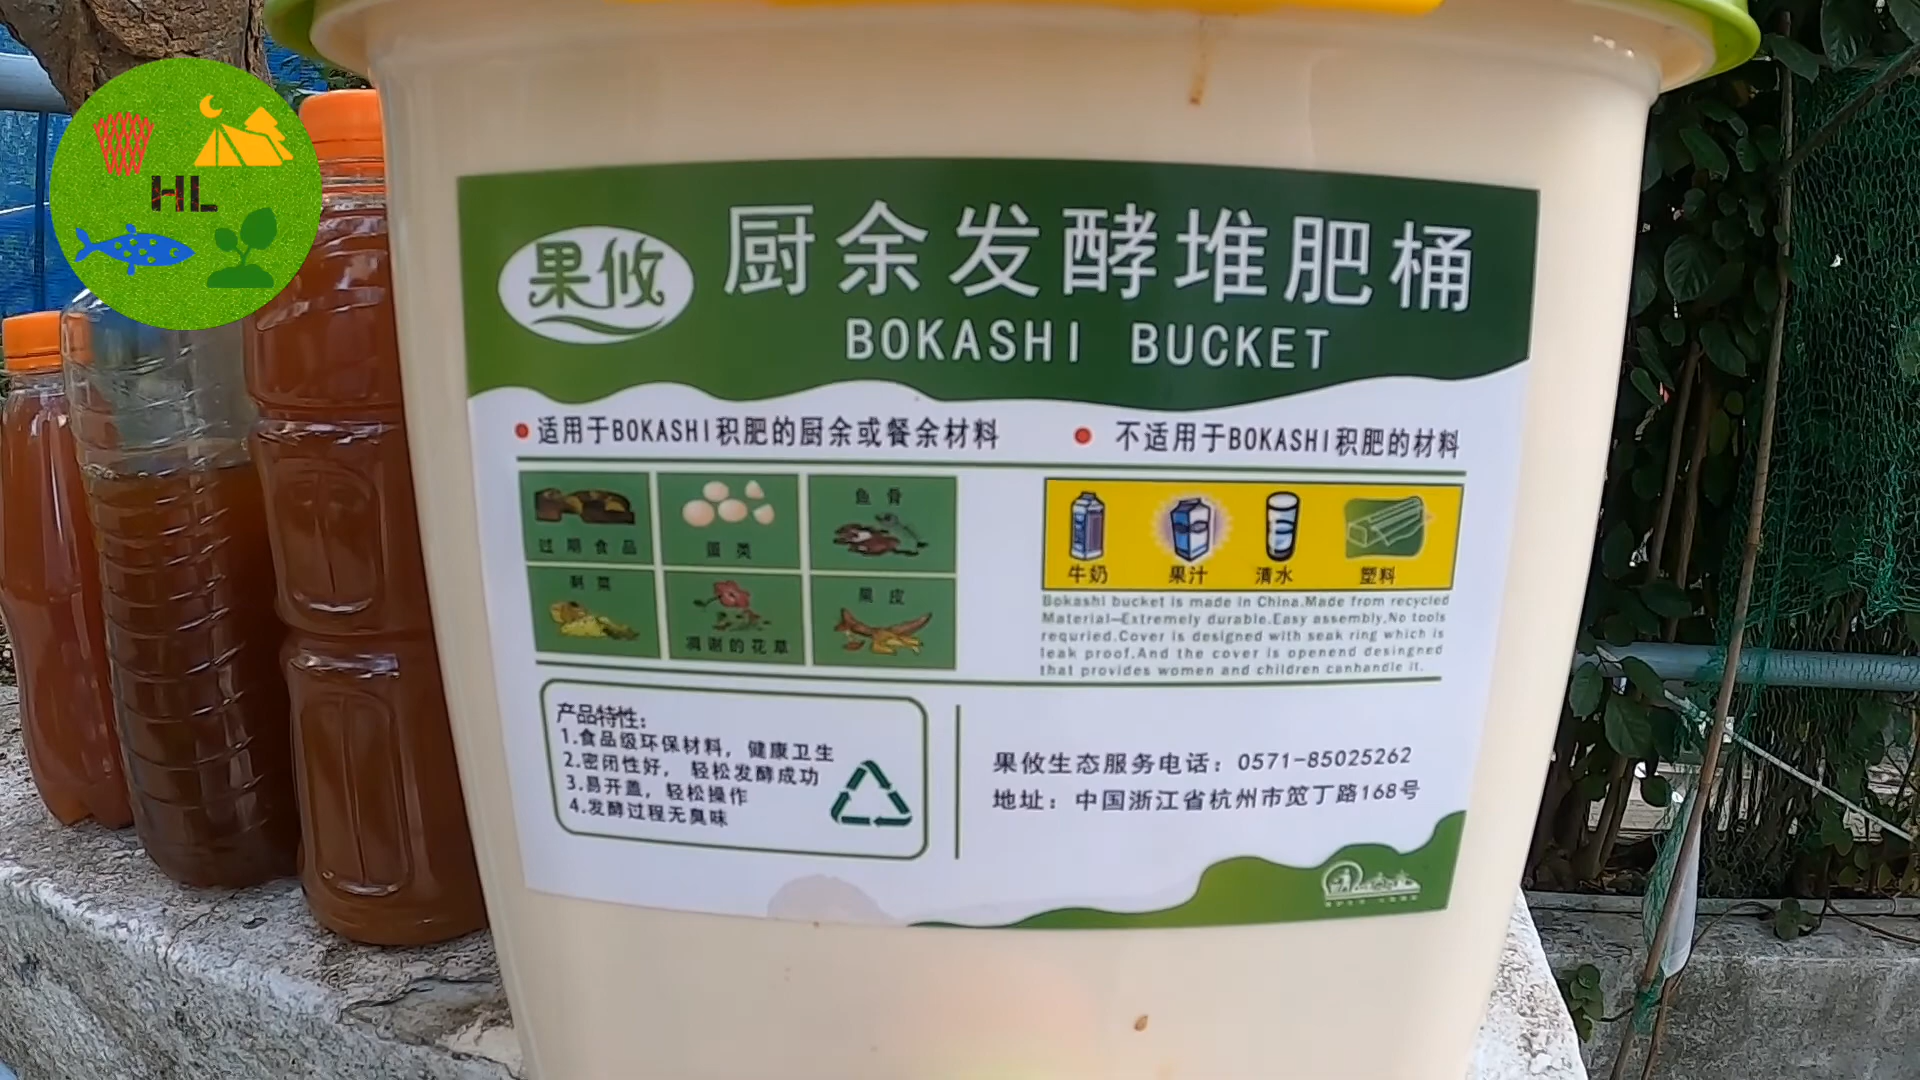 HL
果攸
厨余发酵堆肥桶
BOKASHI BUCKET
适用于BOKASHI积肥的厨余或餐余材料
不适用于BOKASHI积肥的材料
过期食品
蛋类
鱼骨
剩菜
凋谢的花草
果皮
牛奶 果汁 清水 塑料
Bokashi bucket is made in China.Made from recycled
Material—Extremely durable.Easy assembly.No tools
requried.Cover is designed with seak ring which is
leak proof.And the cover is openend desingned
that provides women and children canhandle it.
产品特性：
1.食品级环保材料，健康卫生
2.密闭性好，轻松发酵成功
3.易开盖，轻松操作
4.发酵过程无臭味
果攸生态服务电话：0571-85025262
地址：中国浙江省杭州市笕丁路168号